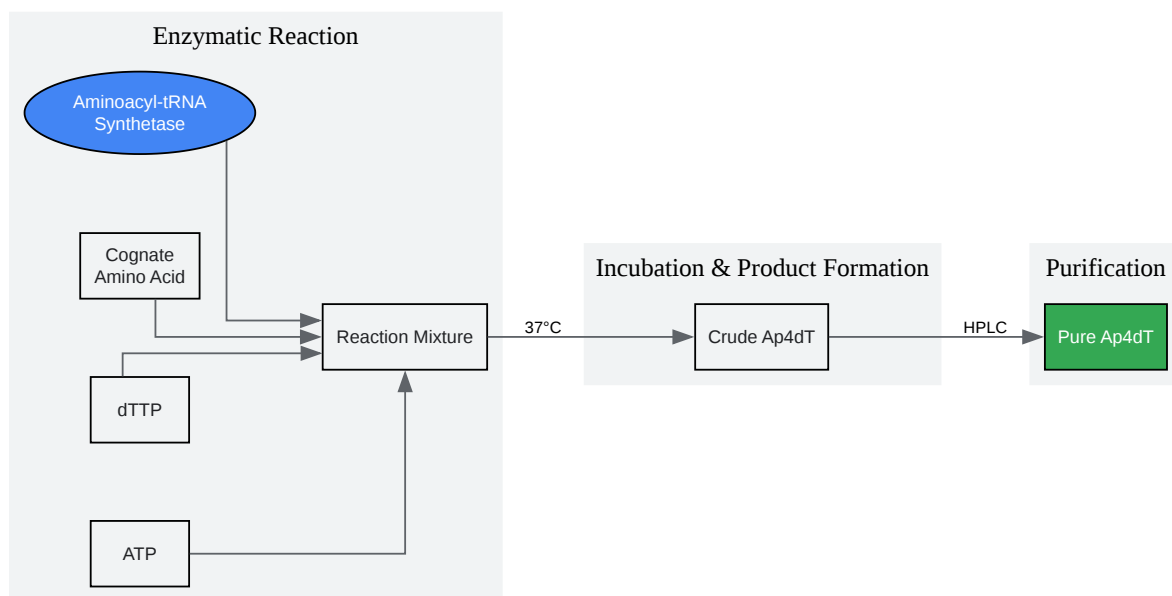 Enzymatic Reaction
Aminoacyl-tRNA
Synthetase
Cognate
Amino Acid
dTTP
ATP
Reaction Mixture
37°C
Incubation & Product Formation
Crude Ap4dT
HPLC
Purification
Pure Ap4dT